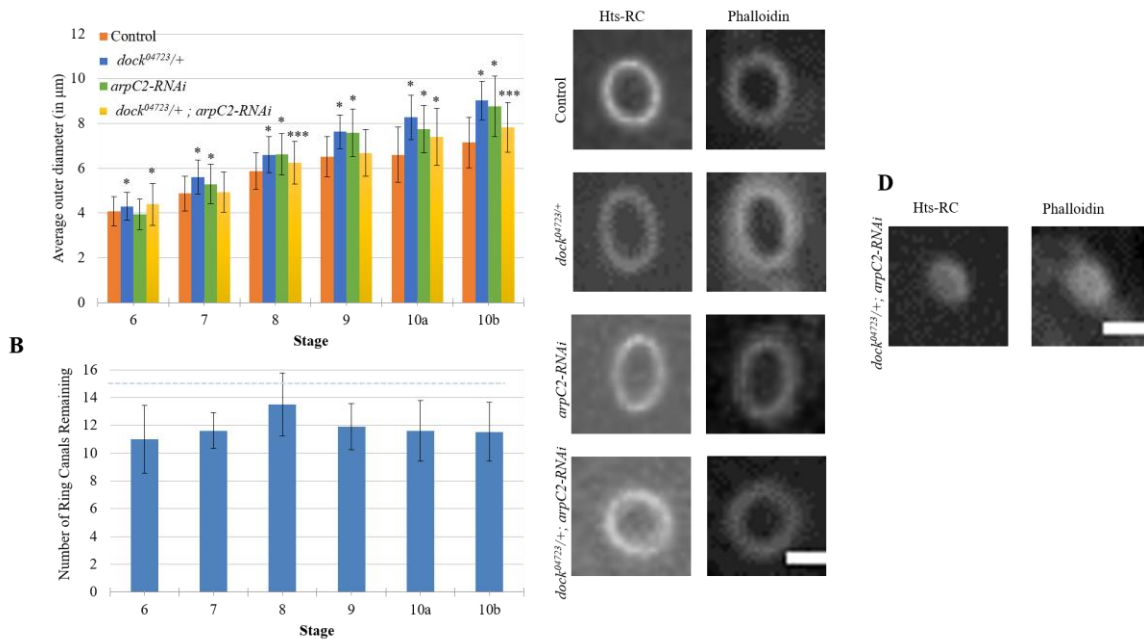 Average outer diameter (in μm)
12
10
8
6
4
2
0
Control
dock⁰⁴⁷²³/+
arpC2-RNAi
dock⁰⁴⁷²³/+ ; arpC2-RNAi
* * * * * * *** * * * * * * * ***
6 7 8 9 10a 10b
Stage
B
Number of Ring Canals Remaining
16
14
12
10
8
6
4
2
0
6 7 8 9 10a 10b
Stage
Hts-RC Phalloidin
Control
dock⁰⁴⁷²³/+
arpC2-RNAi
dock⁰⁴⁷²³/+; arpC2-RNAi
D
Hts-RC Phalloidin
dock⁰⁴⁷²³/+; arpC2-RNAi